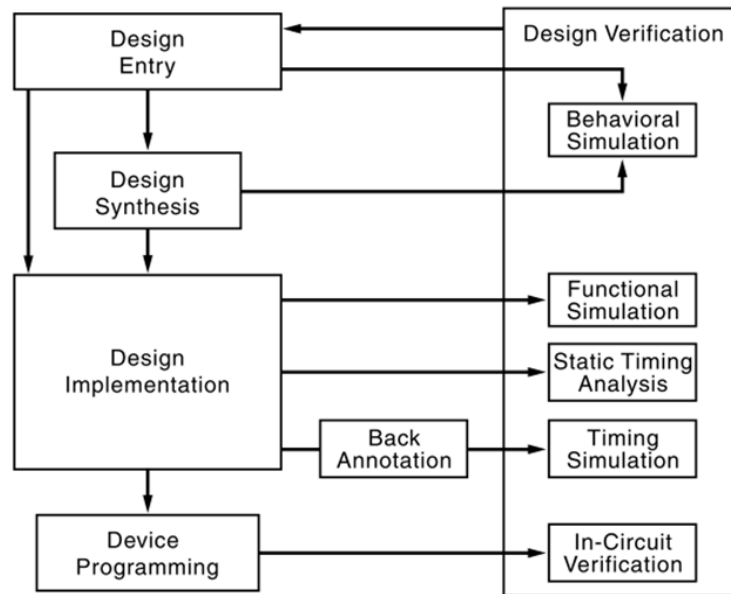 Design
Entry
Design Verification
Behavioral
Simulation
Design
Synthesis
Functional
Simulation
Design
Implementation
Static Timing
Analysis
Back
Annotation
Timing
Simulation
Device
Programming
In-Circuit
Verification